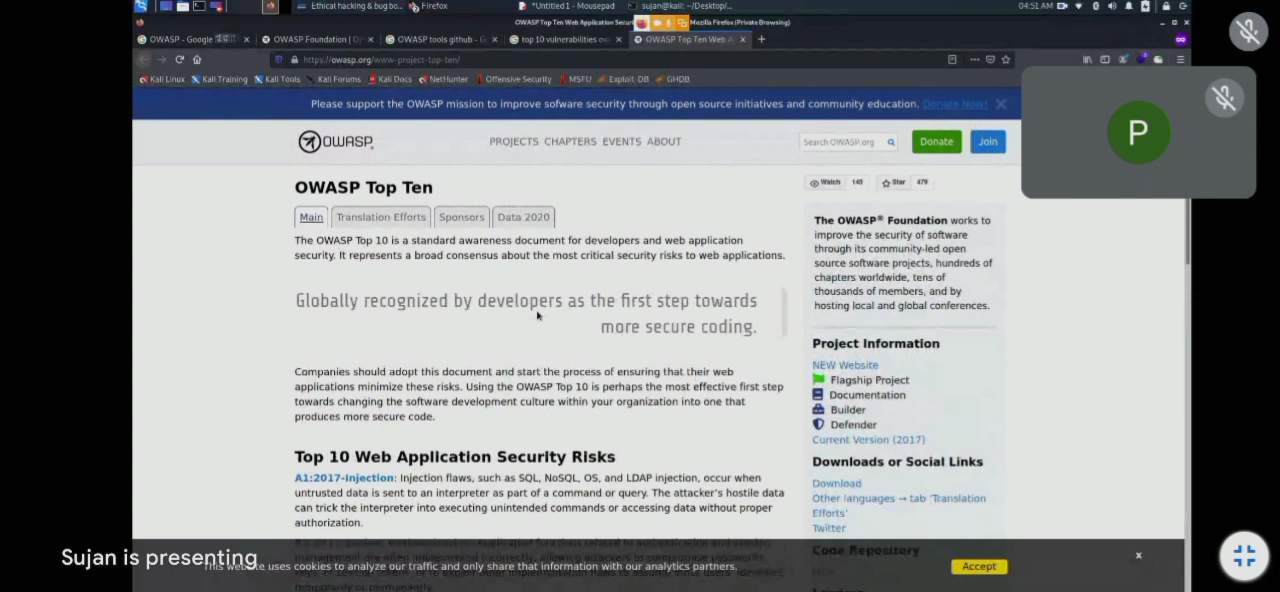 Ethical hacking & bug bo...
Firefox
*Untitled 1 - Mousepad
sujan@kali: ~/Desktop/...
04:51 AM
OWASP Top Ten Web Application Securi
Mozilla Firefox (Private Browsing)
OWASP - Google
OWASP Foundation | O
OWASP tools github - G
top 10 vulnerabilities ow
OWASP Top Ten Web A
https://owasp.org/www-project-top-ten/
Kali Linux
Kali Training
Kali Tools
Kali Forums
Kali Docs
NetHunter
Offensive Security
MSFU
Exploit-DB
GHDB
Please support the OWASP mission to improve sofware security through open source initiatives and community education. Donate Now!
P
OWASP
PROJECTS CHAPTERS EVENTS ABOUT
Search OWASP.org
Donate
Join
OWASP Top Ten
Watch 145
Star 479
Main
Translation Efforts
Sponsors
Data 2020
The OWASP Top 10 is a standard awareness document for developers and web application
security. It represents a broad consensus about the most critical security risks to web applications.
Globally recognized by developers as the first step towards
more secure coding.
Companies should adopt this document and start the process of ensuring that their web
applications minimize these risks. Using the OWASP Top 10 is perhaps the most effective first step
towards changing the software development culture within your organization into one that
produces more secure code.
Top 10 Web Application Security Risks
A1:2017-Injection: Injection flaws, such as SQL, NoSQL, OS, and LDAP injection, occur when
untrusted data is sent to an interpreter as part of a command or query. The attacker's hostile data
can trick the interpreter into executing unintended commands or accessing data without proper
authorization.
The OWASP® Foundation works to
improve the security of software
through its community-led open
source software projects, hundreds of
chapters worldwide, tens of
thousands of members, and by
hosting local and global conferences.
Project Information
NEW Website
Flagship Project
Documentation
Builder
Defender
Current Version (2017)
Downloads or Social Links
Download
Other languages → tab 'Translation
Efforts'
Twitter
Code Repository
Sujan is presenting
This website uses cookies to analyze our traffic and only share that information with our analytics partners.
Accept
x